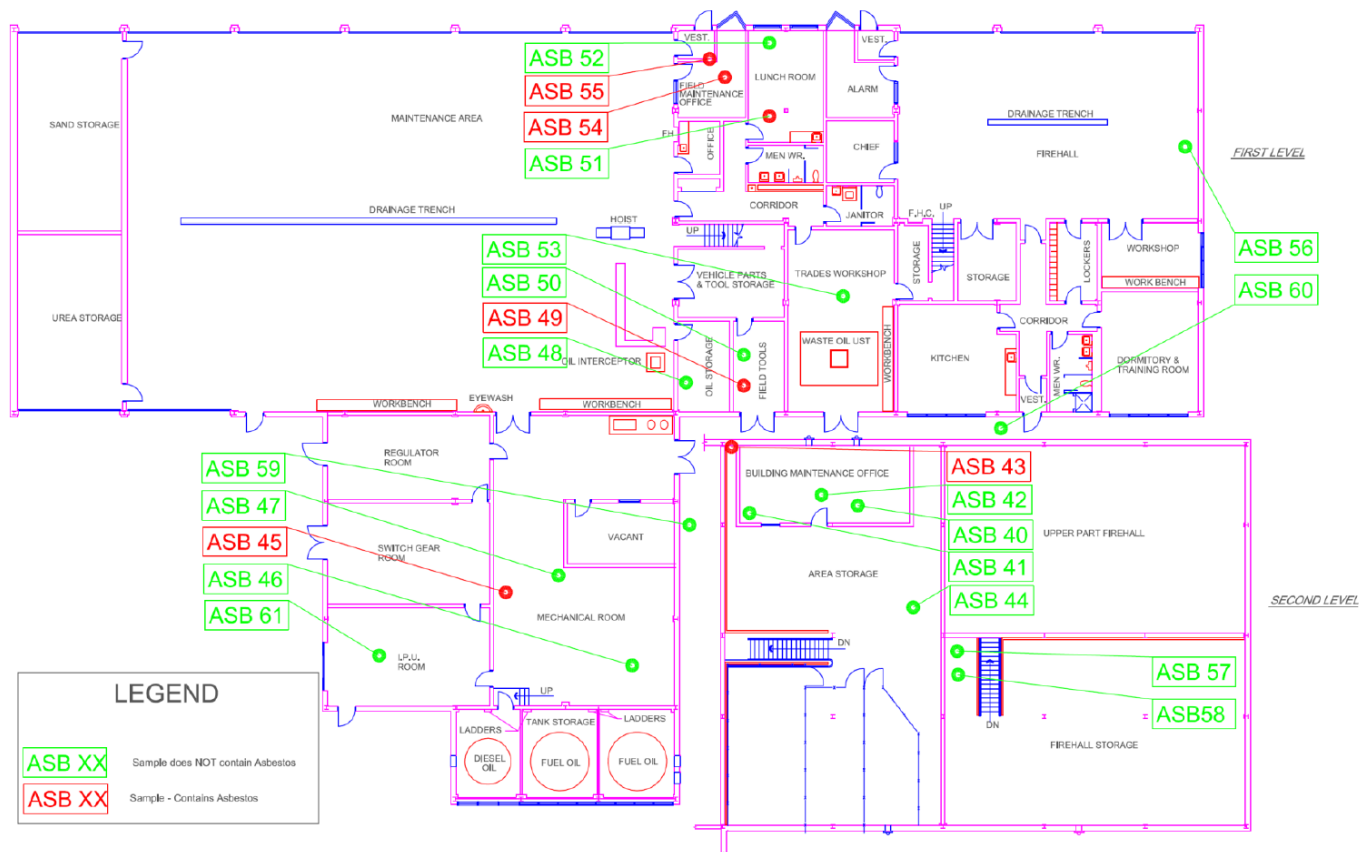 VEST.
VEST.
ASB 52
ASB 55
ASB 54
ASB 51
FIELD
MAINTENANCE
OFFICE
LUNCH ROOM
ALARM
SAND STORAGE
MAINTENANCE AREA
DRAINAGE TRENCH
FIREHALL
FIRST LEVEL
EH
OFFICE
MEN WR.
CHIEF
CORRIDOR
JANITOR
F.H.C.
UP
DRAINAGE TRENCH
HOIST
UP
ASB 53
ASB 50
ASB 49
ASB 48
VEHICLE PARTS
& TOOL STORAGE
TRADES WORKSHOP
STORAGE
STORAGE
LOCKERS
WORKSHOP
WORK BENCH
ASB 56
ASB 60
UREA STORAGE
OIL INTERCEPTOR
OIL STORAGE
FIELD TOOLS
WASTE OIL UST
WORKBENCH
KITCHEN
CORRIDOR
MEN WR.
VEST.
DORMITORY &
TRAINING ROOM
WORKBENCH
EYEWASH
WORKBENCH
REGULATOR
ROOM
ASB 59
ASB 47
ASB 45
ASB 46
ASB 61
SWITCH GEAR
ROOM
VACANT
MECHANICAL ROOM
I.P.U.
ROOM
UP
LADDERS
TANK STORAGE
LADDERS
DIESEL
OIL
FUEL OIL
FUEL OIL
BUILDING MAINTENANCE OFFICE
ASB 43
ASB 42
ASB 40
ASB 41
ASB 44
UPPER PART FIREHALL
AREA STORAGE
SECOND LEVEL
DN
ASB 57
ASB58
DN
FIREHALL STORAGE
LEGEND
ASB XX Sample does NOT contain Asbestos
ASB XX Sample - Contains Asbestos